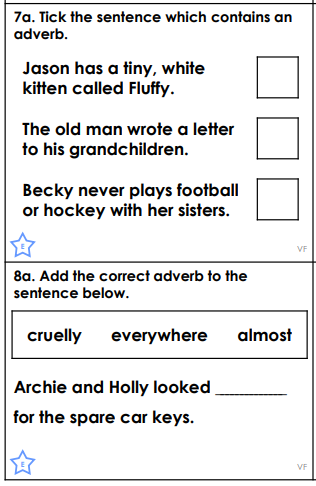 7a. Tick the sentence which contains an
adverb.
Jason has a tiny, white
kitten called Fluffy.
The old man wrote a letter
to his grandchildren.
Becky never plays football
or hockey with her sisters.
E
VF
8a. Add the correct adverb to the
sentence below.
cruelly everywhere almost
Archie and Holly looked ____________
for the spare car keys.
E
VF